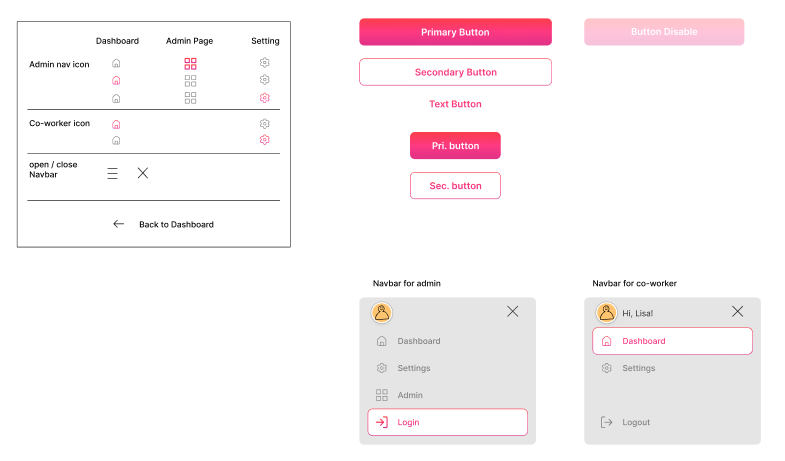 Dashboard
Admin Page
Setting
Admin nav icon
Co-worker icon
open / close
Navbar
Back to Dashboard
Primary Button
Button Disable
Secondary Button
Text Button
Pri. button
Sec. button
Navbar for admin
Dashboard
Settings
Admin
Login
Navbar for co-worker
Hi, Lisa!
Dashboard
Settings
Logout